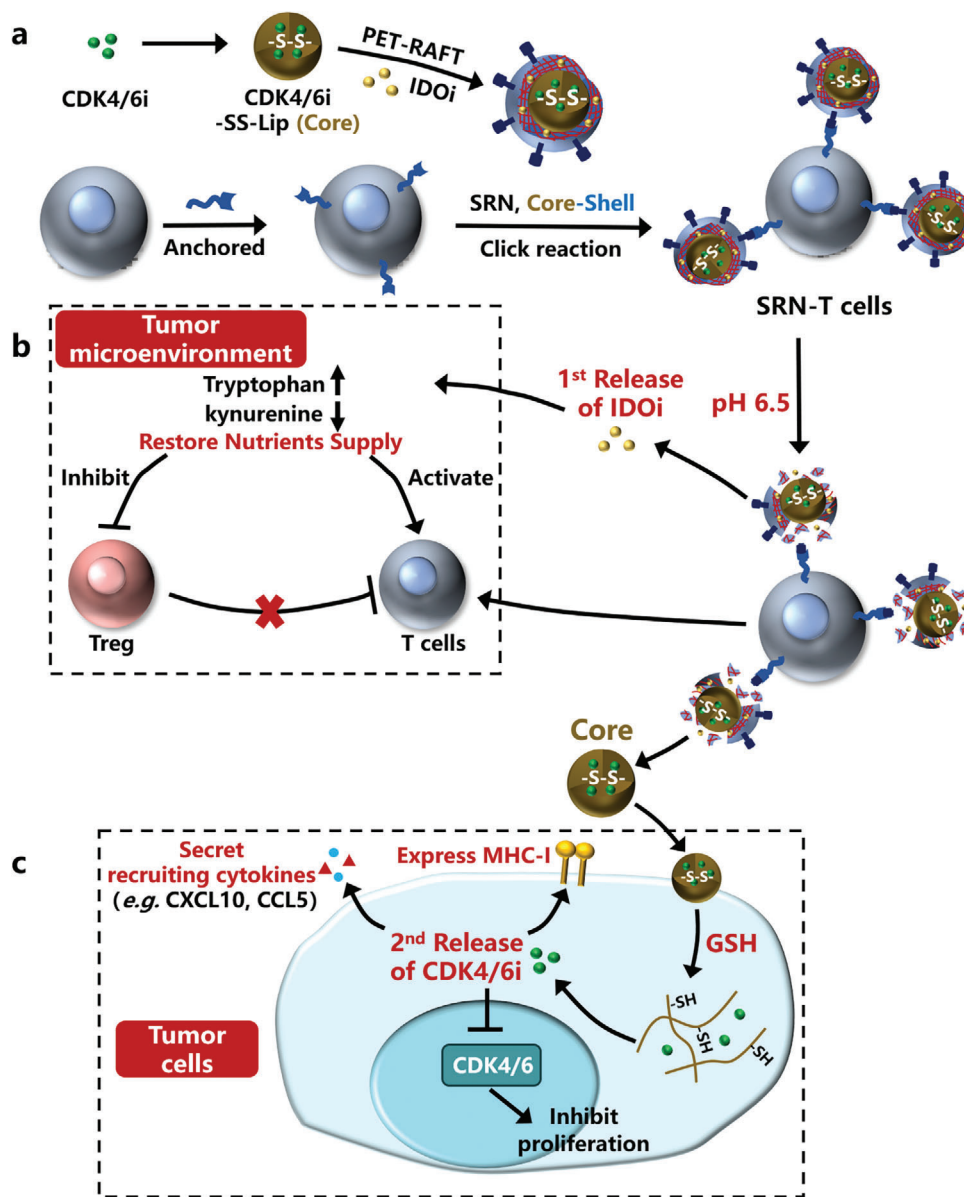 a
CDK4/6i
-S-S-
CDK4/6i
-SS-Lip (Core)
PET-RAFT
IDOi
-S-S-
-S-S-
Anchored
SRN, Core-Shell
Click reaction
-S-S-
-S-S-
SRN-T cells
b
Tumor
microenvironment
Tryptophan
kynurenine
Restore Nutrients Supply
Inhibit
Activate
Treg
T cells
1st Release
of IDOi
pH 6.5
-S-S-
-S-S-
-S-S-
Core
-S-S-
c
Secret
recruiting cytokines
(e.g. CXCL10, CCL5)
Express MHC-I
-S-S-
GSH
2nd Release
of CDK4/6i
-SH
-SH
-SH
CDK4/6
Inhibit
proliferation
Tumor
cells